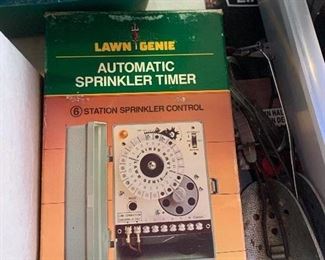 LAWN GENIE
AUTOMATIC
SPRINKLER TIMER
6 STATION SPRINKLER CONTROL